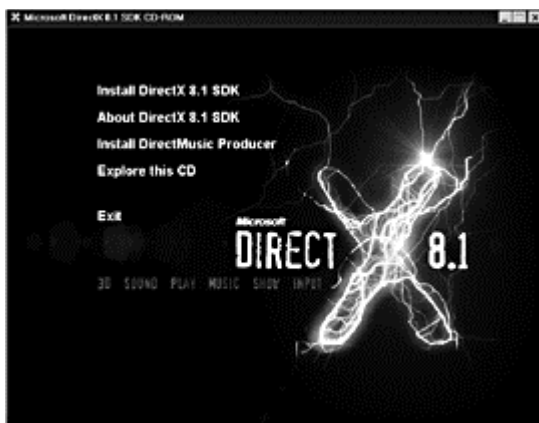 Microsoft DirectX 8.1 SDK CD-ROM
Install DirectX 8.1 SDK
About DirectX 8.1 SDK
Install DirectMusic Producer
Explore this CD
Exit
Microsoft
DIRECT X 8.1
3D SOUND PLAY MUSIC SHOW INPUT